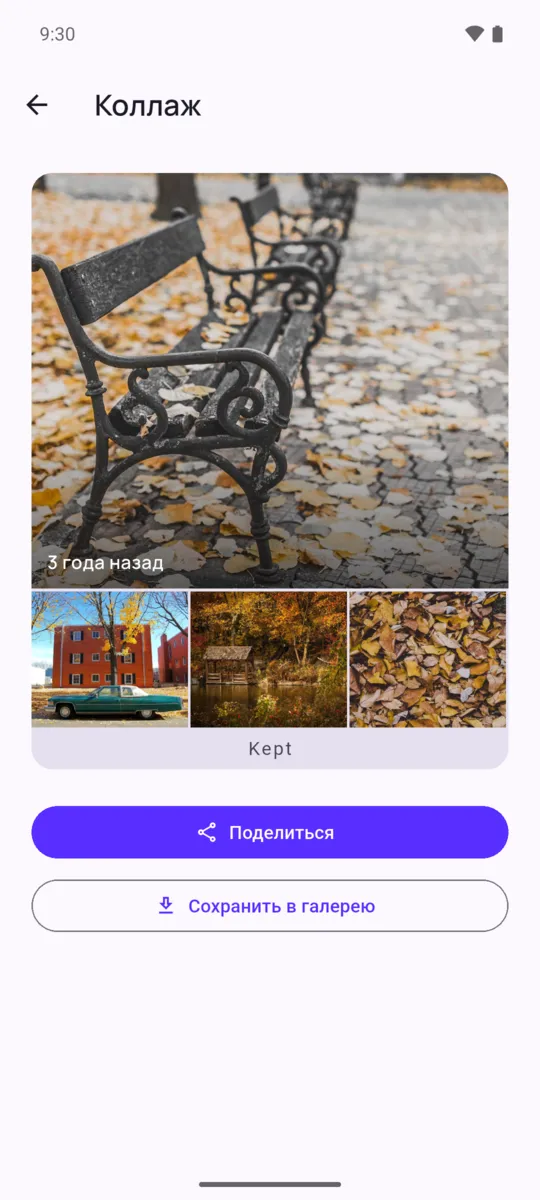 9:30
Коллаж
3 года назад
Kept
Поделиться
Сохранить в галерею